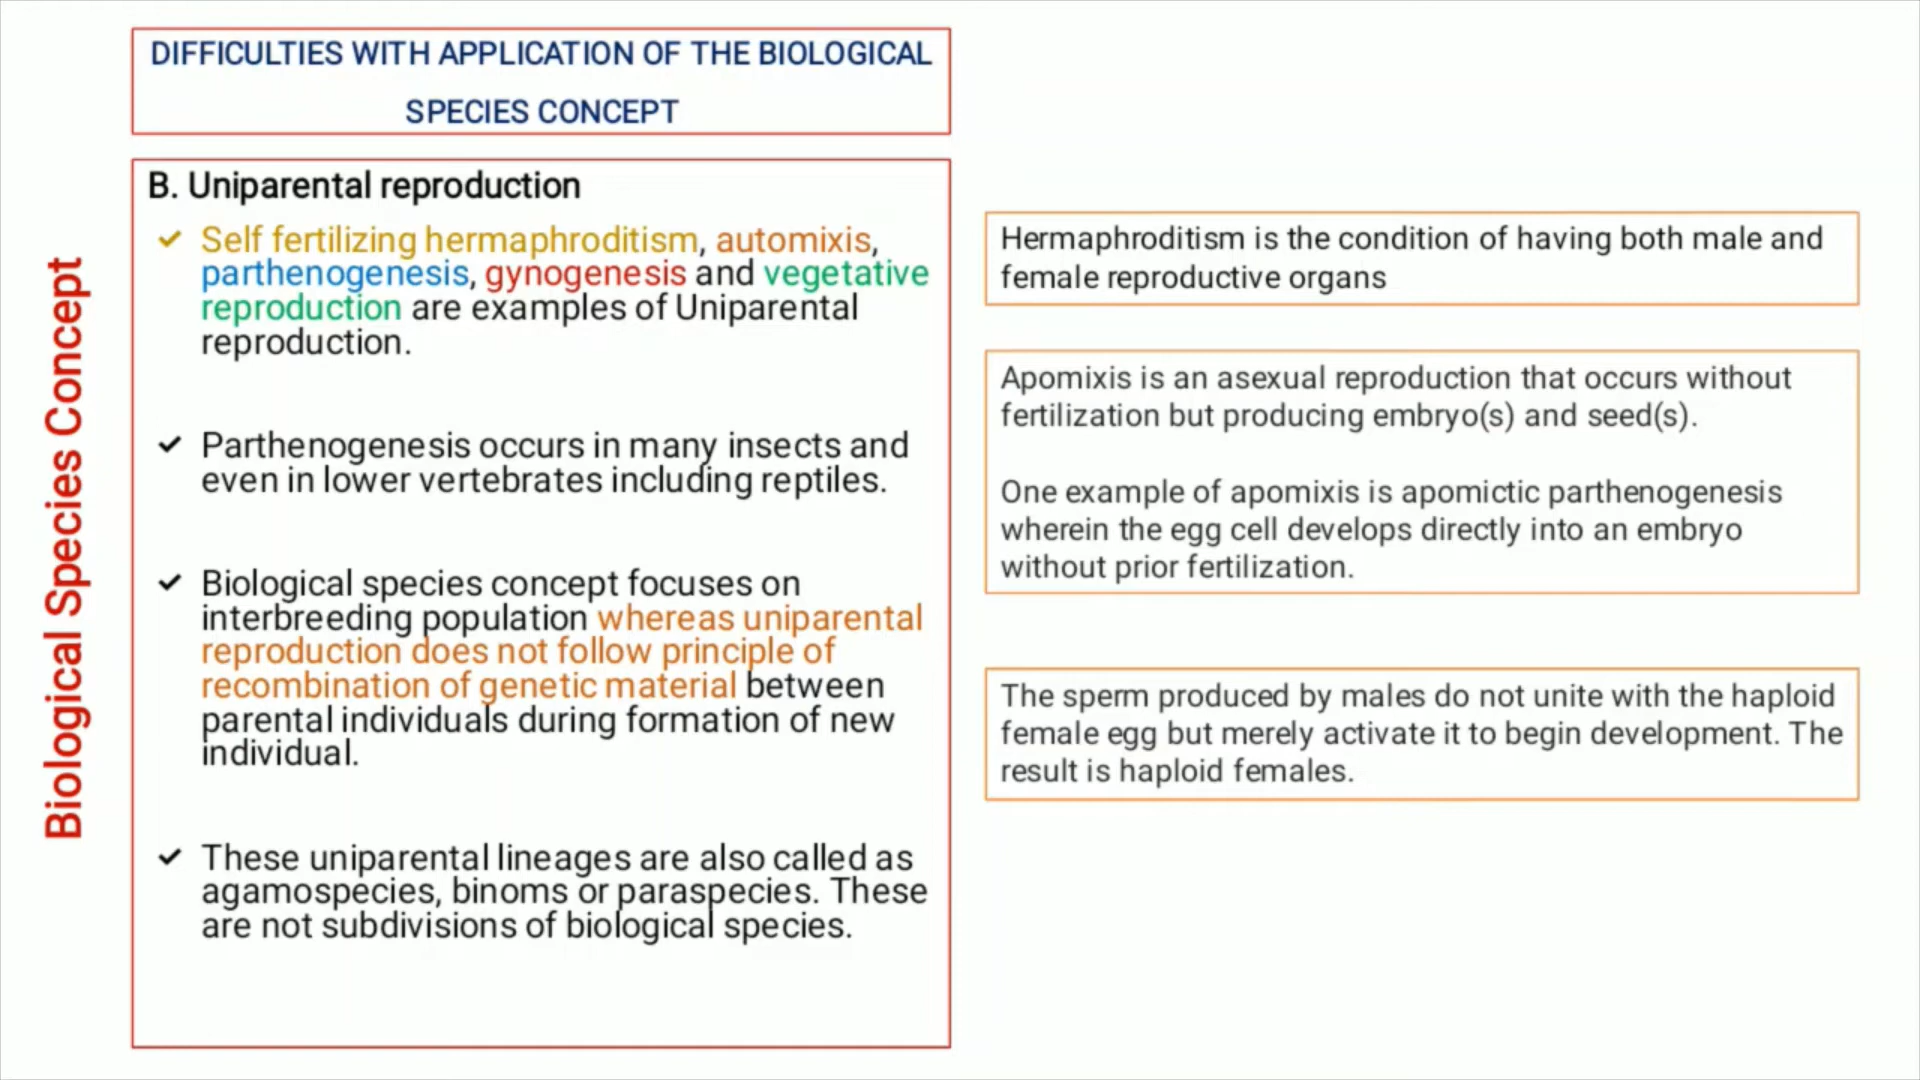 DIFFICULTIES WITH APPLICATION OF THE BIOLOGICAL
SPECIES CONCEPT
Biological Species Concept
B. Uniparental reproduction
✓ Self fertilizing hermaphroditism, automixis,
parthenogenesis, gynogenesis and vegetative
reproduction are examples of Uniparental
reproduction.
✓ Parthenogenesis occurs in many insects and
even in lower vertebrates including reptiles.
✓ Biological species concept focuses on
interbreeding population whereas uniparental
reproduction does not follow principle of
recombination of genetic material between
parental individuals during formation of new
individual.
✓ These uniparental lineages are also called as
agamospecies, binoms or paraspecies. These
are not subdivisions of biological species.
Hermaphroditism is the condition of having both male and
female reproductive organs
Apomixis is an asexual reproduction that occurs without
fertilization but producing embryo(s) and seed(s).
One example of apomixis is apomictic parthenogenesis
wherein the egg cell develops directly into an embryo
without prior fertilization.
The sperm produced by males do not unite with the haploid
female egg but merely activate it to begin development. The
result is haploid females.